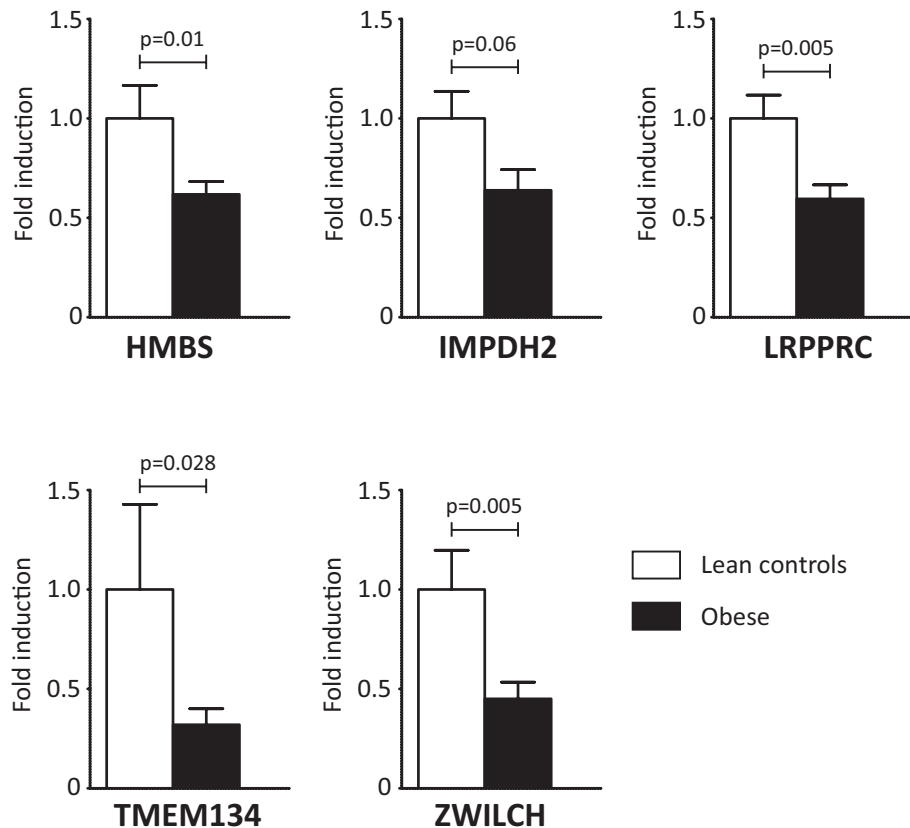 1.5
1.0
0.5
0
Fold induction
p=0.01
HMBS
1.5
1.0
0.5
0
Fold induction
p=0.06
IMPDH2
1.5
1.0
0.5
0
Fold induction
p=0.005
LRPPRC
1.5
1.0
0.5
0
Fold induction
p=0.028
TMEM134
1.5
1.0
0.5
0
Fold induction
p=0.005
ZWILCH
Lean controls
Obese